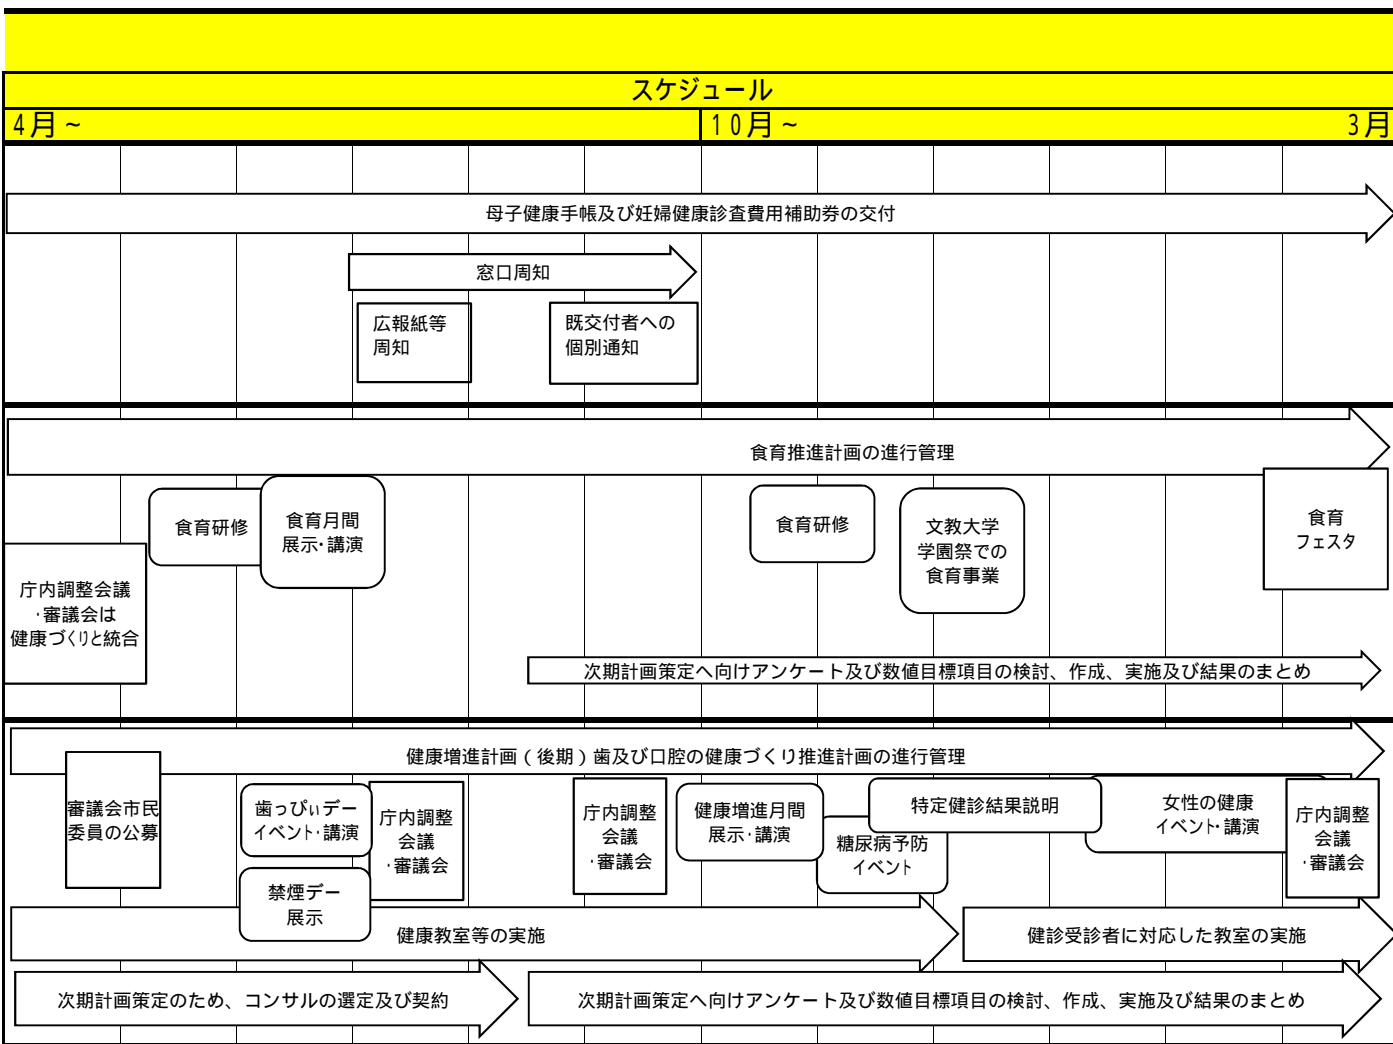 スケジュール
4月~
10月~
3月
母子健康手帳及び妊婦健康診査費用補助券の交付
窓口周知
広報紙等
周知
既交付者への
個別通知
食育推進計画の進行管理
食育研修
食育月間
展示・講演
食育研修
文教大学
学園祭での
食育事業
食育
フェスタ
庁内調整会議
・審議会は
健康づくりと統合
次期計画策定へ向けアンケート及び数値目標項目の検討、作成、実施及び結果のまとめ
健康増進計画(後期)歯及び口腔の健康づくり推進計画の進行管理
審議会市民
委員の公募
歯っぴぃデー
イベント・講演
禁煙デー
展示
庁内調整
会議
・審議会
庁内調整
会議
・審議会
健康増進月間
展示・講演
糖尿病予防
イベント
特定健診結果説明
女性の健康
イベント・講演
庁内調整
会議
・審議会
健康教室等の実施
健診受診者に対応した教室の実施
次期計画策定のため、コンサルの選定及び契約
次期計画策定へ向けアンケート及び数値目標項目の検討、作成、実施及び結果のまとめ